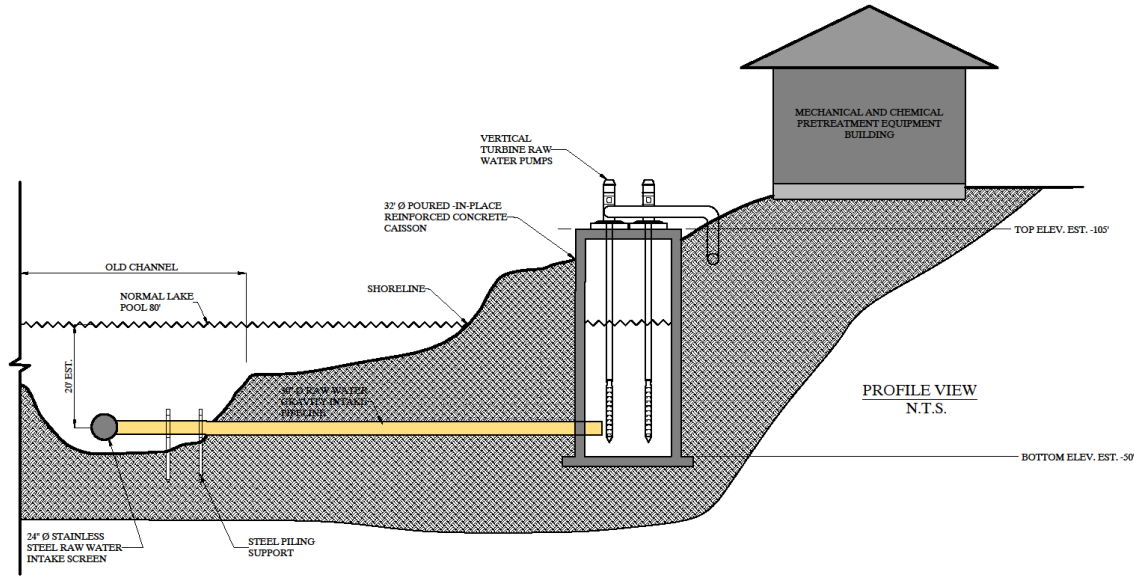 MECHANICAL AND CHEMICAL
PRETREATMENT EQUIPMENT
BUILDING
VERTICAL
TURBINE RAW
WATER PUMPS
32' Ø POURED -IN-PLACE
REINFORCED CONCRETE
CAISSON
TOP ELEV. EST. -105'
OLD CHANNEL
NORMAL LAKE
POOL 80'
SHORELINE
20' EST.
30" Ø RAW WATER
GRAVITY INTAKE
PIPELINE
PROFILE VIEW
N.T.S.
BOTTOM ELEV. EST. -50'
24" Ø STAINLESS
STEEL RAW WATER
INTAKE SCREEN
STEEL PILING
SUPPORT